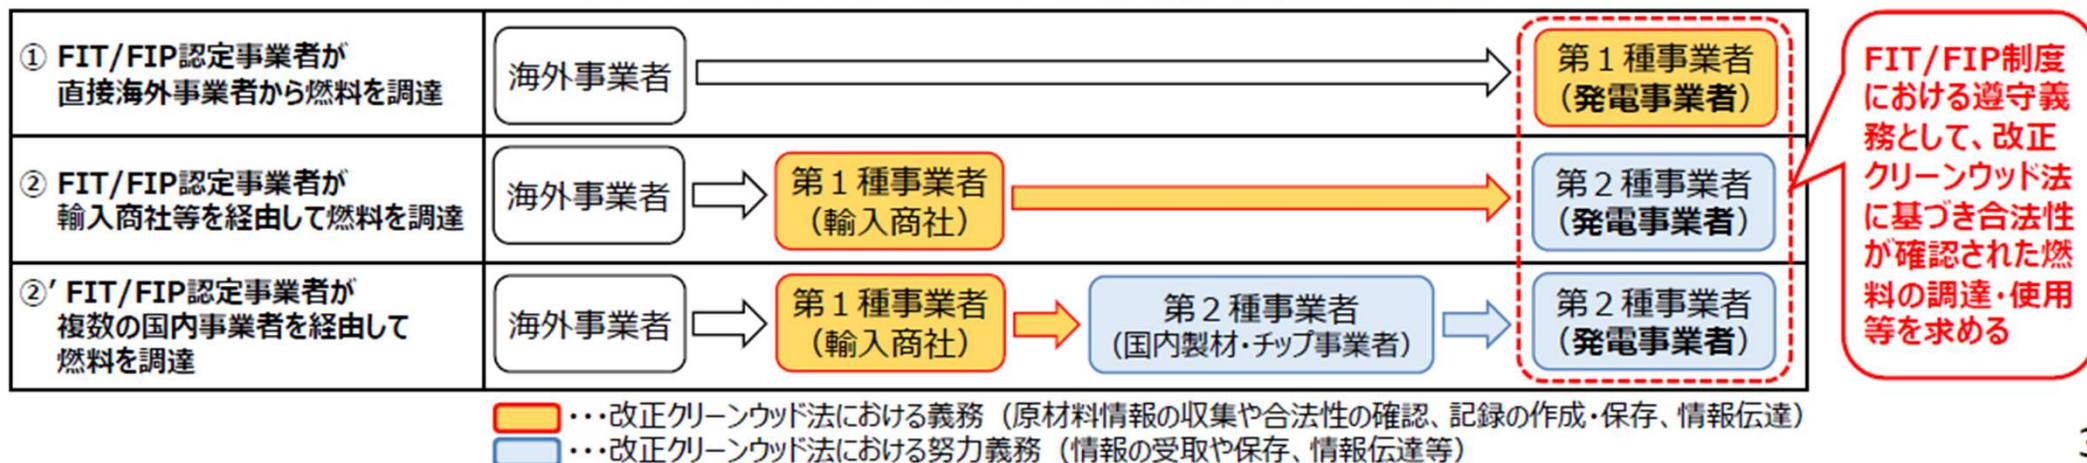 ① FIT/FIP認定事業者が
直接海外事業者から燃料を調達
海外事業者
第１種事業者
（発電事業者）
② FIT/FIP認定事業者が
輸入商社等を経由して燃料を調達
海外事業者
第１種事業者
（輸入商社）
第２種事業者
（発電事業者）
②’ FIT/FIP認定事業者が
複数の国内事業者を経由して
燃料を調達
海外事業者
第１種事業者
（輸入商社）
第２種事業者
（国内製材・チップ事業者）
第２種事業者
（発電事業者）
FIT/FIP制度
における遵守義
務として、改正
クリーンウッド法
に基づき合法性
が確認された燃
料の調達・使用
等を求める
・・・改正クリーンウッド法における義務（原材料情報の収集や合法性の確認、記録の作成・保存、情報伝達）
・・・改正クリーンウッド法における努力義務（情報の受取や保存、情報伝達等）